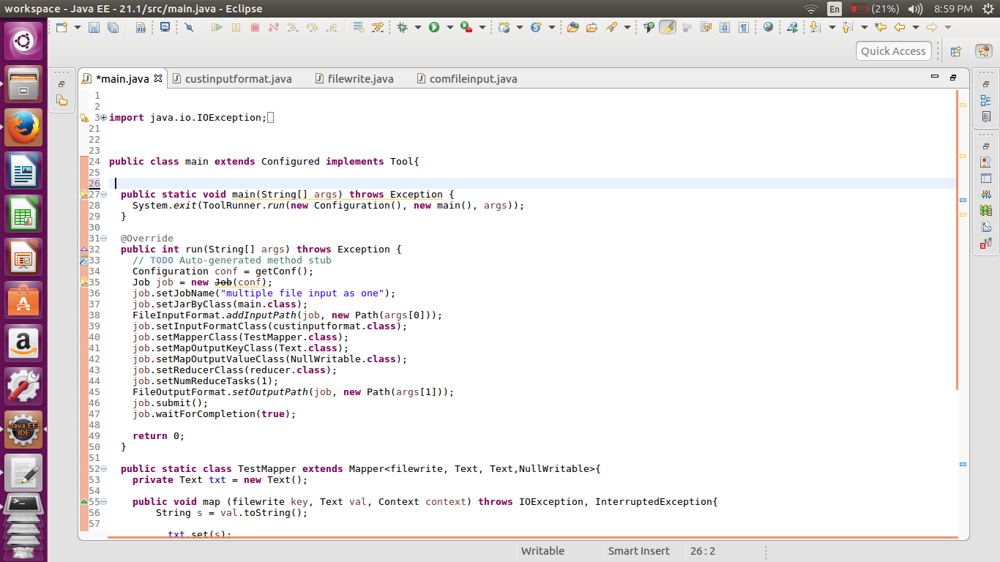 workspace - Java EE - 21.1/src/main.java - Eclipse
En (21%) 8:59 PM
010
Quick Access
*main.java custinputformat.java filewrite.java comfileinput.java
1
2
3 import java.io.IOException;
21
22
23
24 public class main extends Configured implements Tool{
25
26
27 public static void main(String[] args) throws Exception {
28 System.exit(ToolRunner.run(new Configuration(), new main(), args));
29 }
30
31 @Override
32 public int run(String[] args) throws Exception {
33 // TODO Auto-generated method stub
34 Configuration conf = getConf();
35 Job job = new Job(conf);
36 job.setJobName("multiple file input as one");
37 job.setJarByClass(main.class);
38 FileInputFormat.addInputPath(job, new Path(args[0]));
39 job.setInputFormatClass(custinputformat.class);
40 job.setMapperClass(TestMapper.class);
41 job.setMapOutputKeyClass(Text.class);
42 job.setMapOutputValueClass(NullWritable.class);
43 job.setReducerClass(reducer.class);
44 job.setNumReduceTasks(1);
45 FileOutputFormat.setOutputPath(job, new Path(args[1]));
46 job.submit();
47 job.waitForCompletion(true);
48
49 return 0;
50 }
51
52 public static class TestMapper extends Mapper<filewrite, Text, Text,NullWritable>{
53 private Text txt = new Text();
54
55 public void map (filewrite key, Text val, Context context) throws IOException, InterruptedException{
56 String s = val.toString();
57
txt.set(s);
Java EE
IDE
Writable Smart Insert 26 : 2